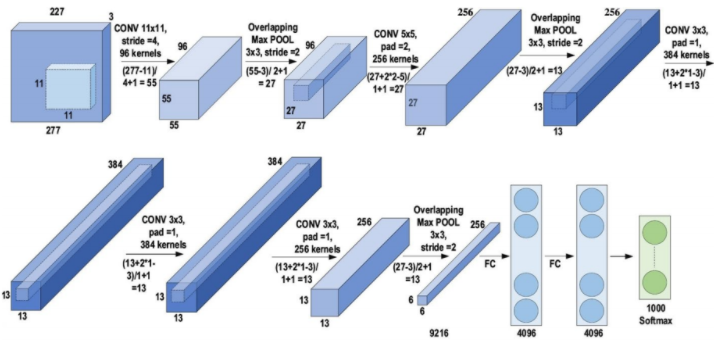 227
3
11
11
277
CONV 11x11,
stride =4,
96 kernels
(277-11)/
4+1 = 55
96
55
55
Overlapping
Max POOL
3x3, stride =2
(55-3)/ 2+1
= 27
96
27
27
CONV 5x5,
pad =2,
256 kernels
(27+2*2-5)/
1+1 =27
256
27
27
Overlapping
Max POOL
3x3, stride =2
(27-3)/2+1 =13
256
13
13
CONV 3x3,
pad =1,
384 kernels
(13+2*1-3)/
1+1 =13
384
13
13
CONV 3x3,
pad =1,
384 kernels
(13+2*1-
3)/1+1
=13
384
13
13
CONV 3x3,
pad =1,
256 kernels
(13+2*1-3)/
1+1 =13
256
13
13
Overlapping
Max POOL
3x3,
stride =2
(27-3)/2+1
=13
256
6
6
9216
FC
4096
FC
4096
1000
Softmax